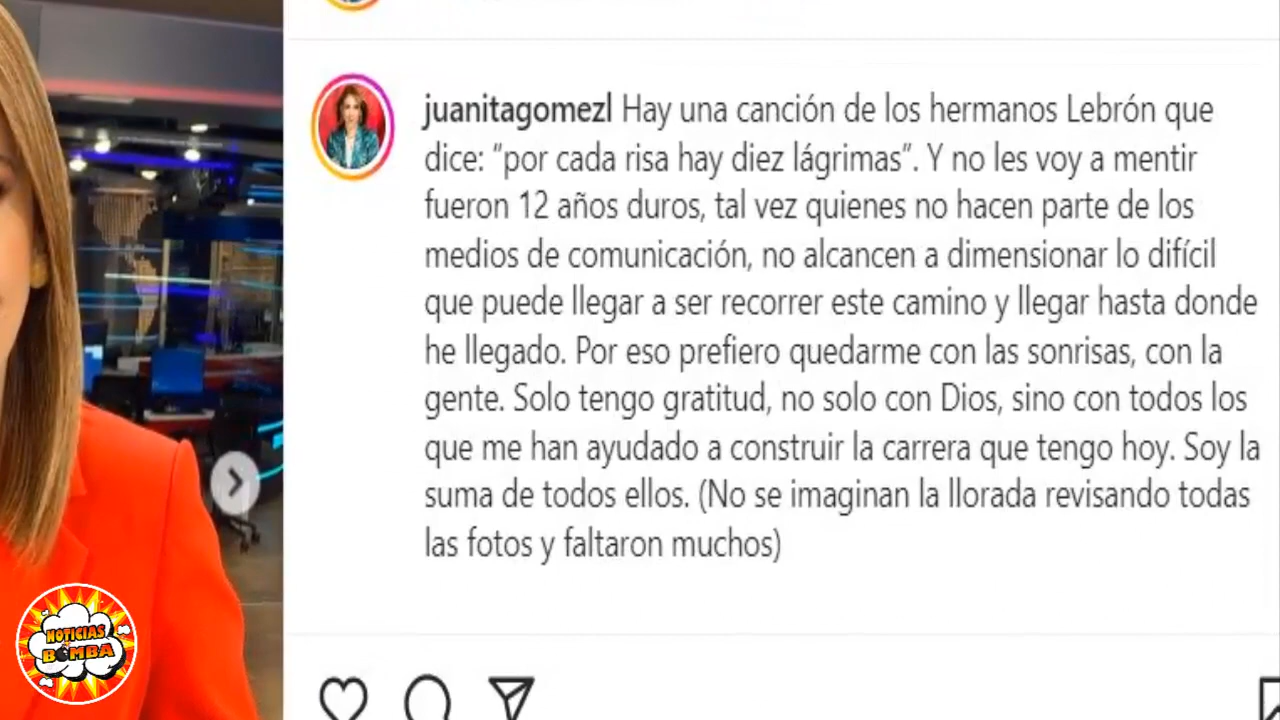 juanitagomezl Hay una canción de los hermanos Lebrón que
dice: “por cada risa hay diez lágrimas”. Y no les voy a mentir
fueron 12 años duros, tal vez quienes no hacen parte de los
medios de comunicación, no alcancen a dimensionar lo difícil
que puede llegar a ser recorrer este camino y llegar hasta donde
he llegado. Por eso prefiero quedarme con las sonrisas, con la
gente. Solo tengo gratitud, no solo con Dios, sino con todos los
que me han ayudado a construir la carrera que tengo hoy. Soy la
suma de todos ellos. (No se imaginan la llorada revisando todas
las fotos y faltaron muchos)
NOTICIAS
BOMBA